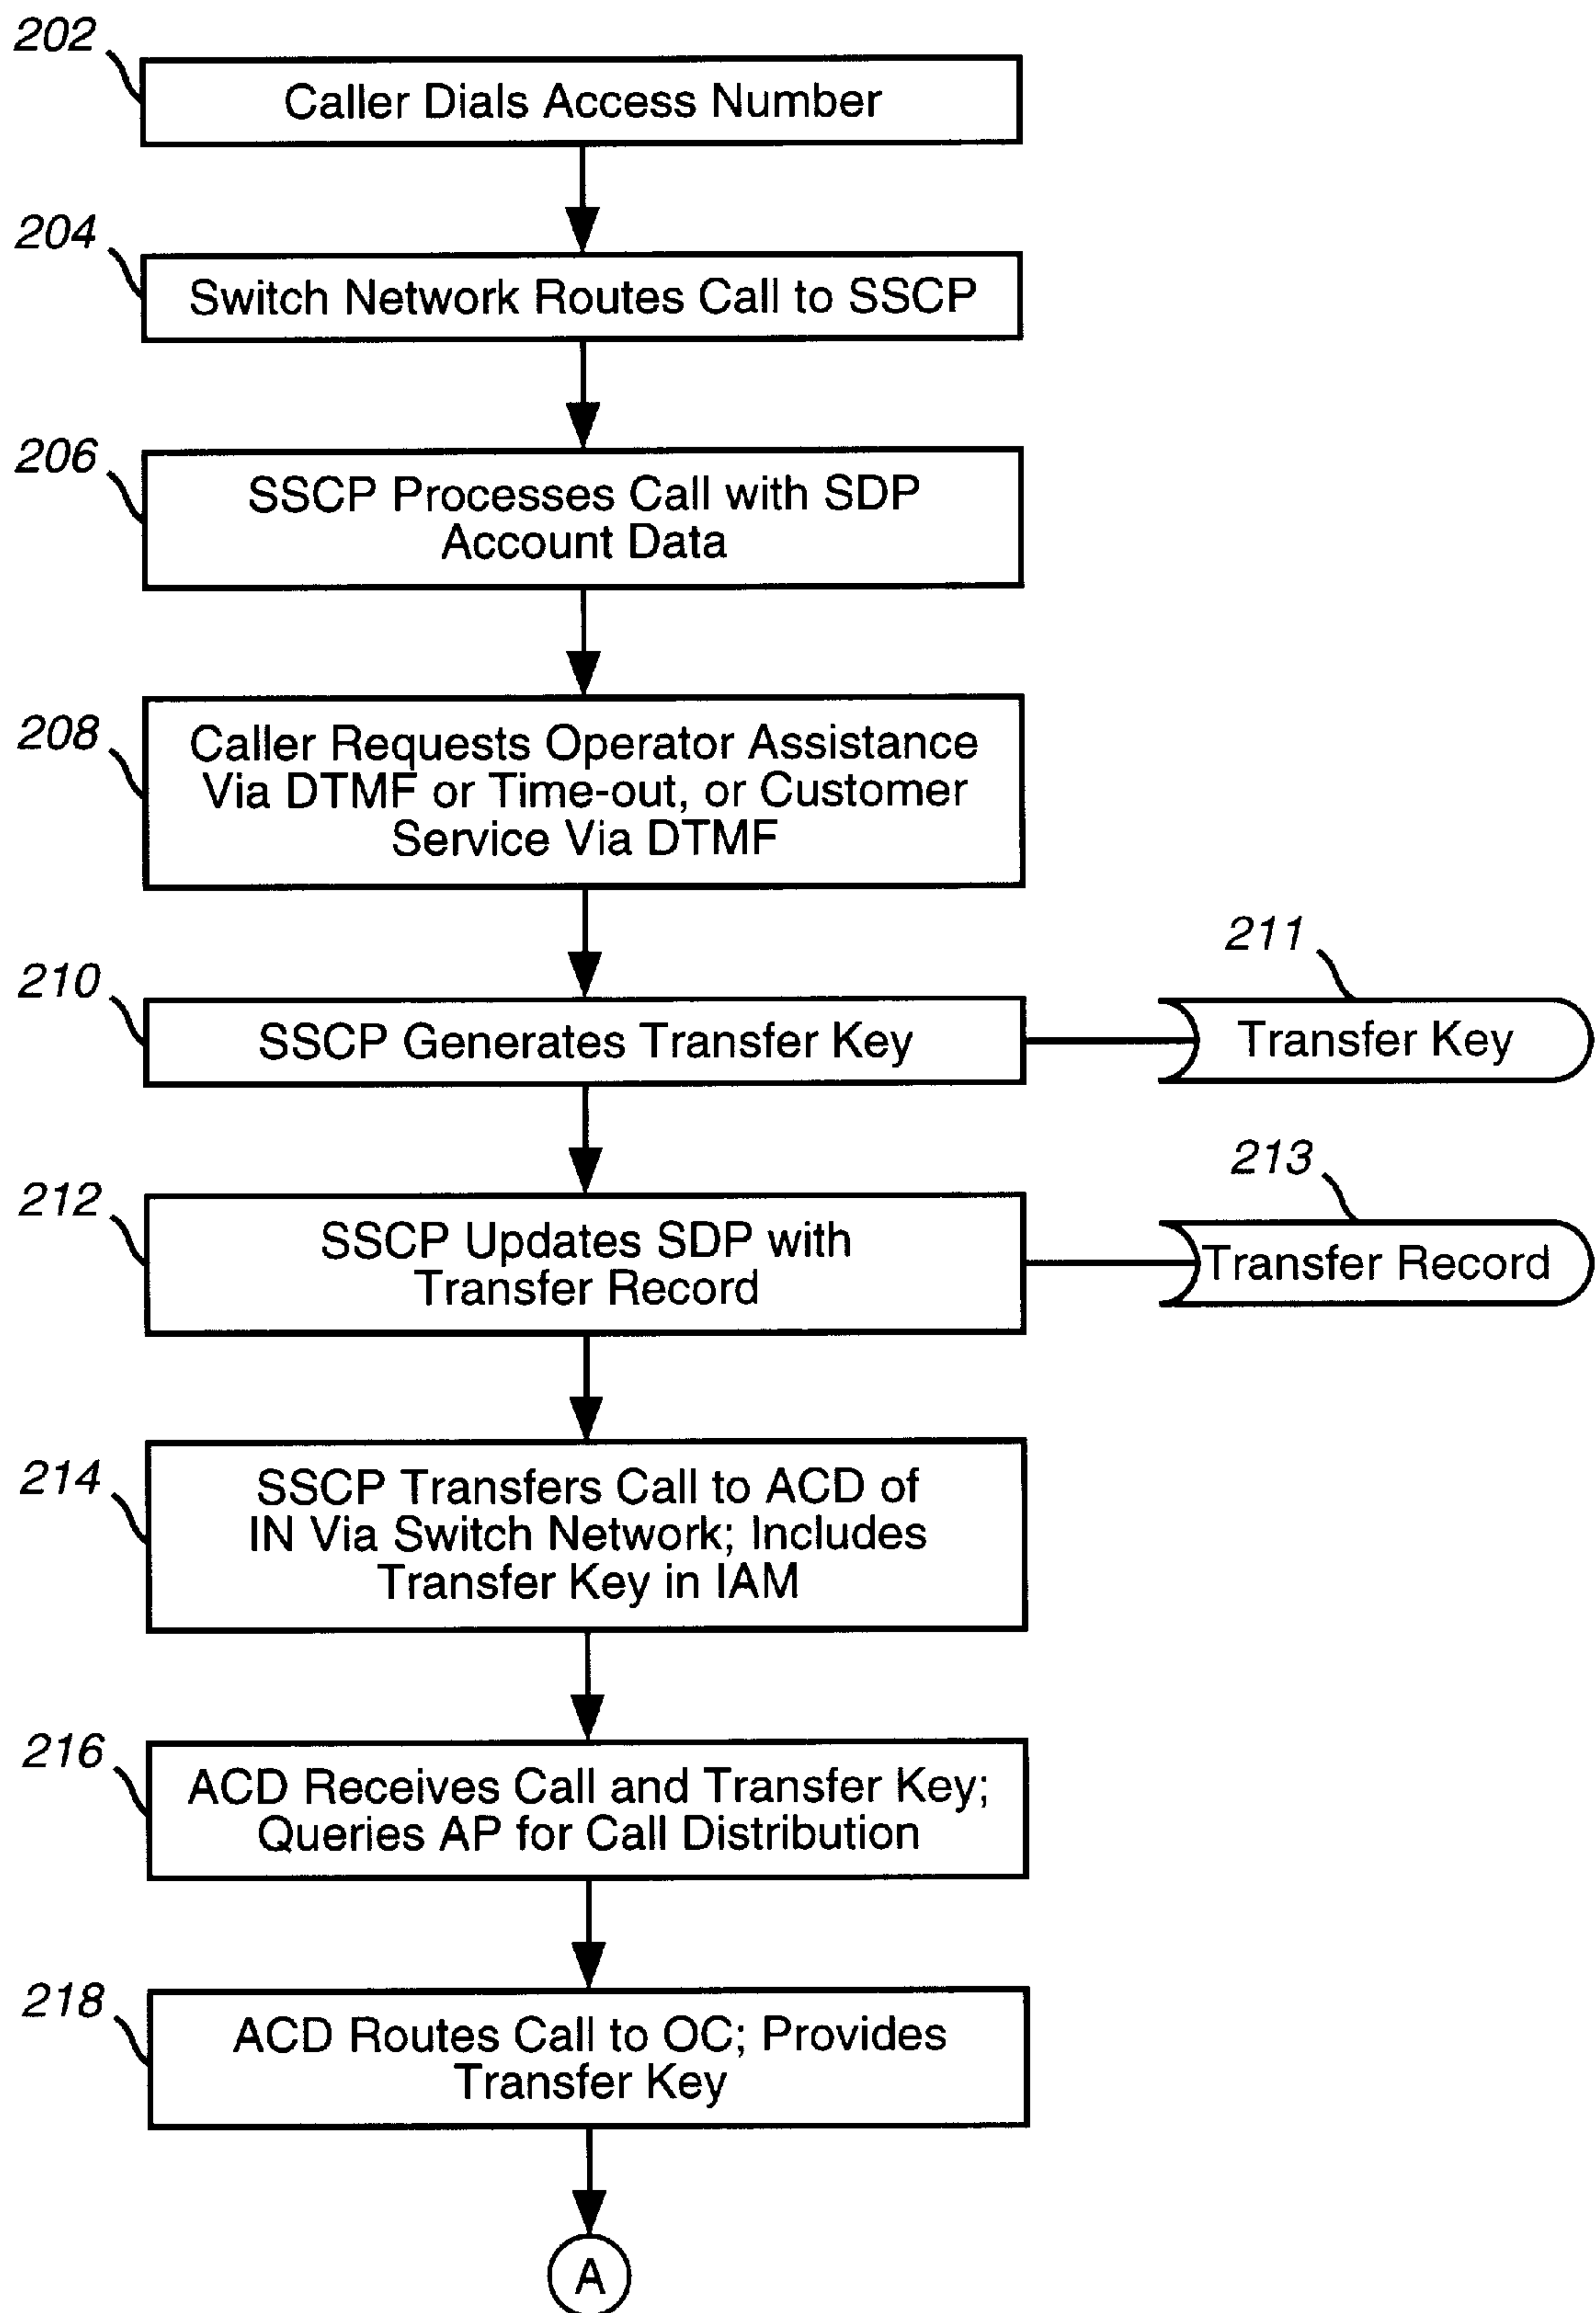 202
Caller Dials Access Number
204
Switch Network Routes Call to SSCP
206
SSCP Processes Call with SDP
Account Data
208
Caller Requests Operator Assistance
Via DTMF or Time-out, or Customer
Service Via DTMF
210
SSCP Generates Transfer Key
211
Transfer Key
212
SSCP Updates SDP with
Transfer Record
213
Transfer Record
214
SSCP Transfers Call to ACD of
IN Via Switch Network; Includes
Transfer Key in IAM
216
ACD Receives Call and Transfer Key;
Queries AP for Call Distribution
218
ACD Routes Call to OC; Provides
Transfer Key
A